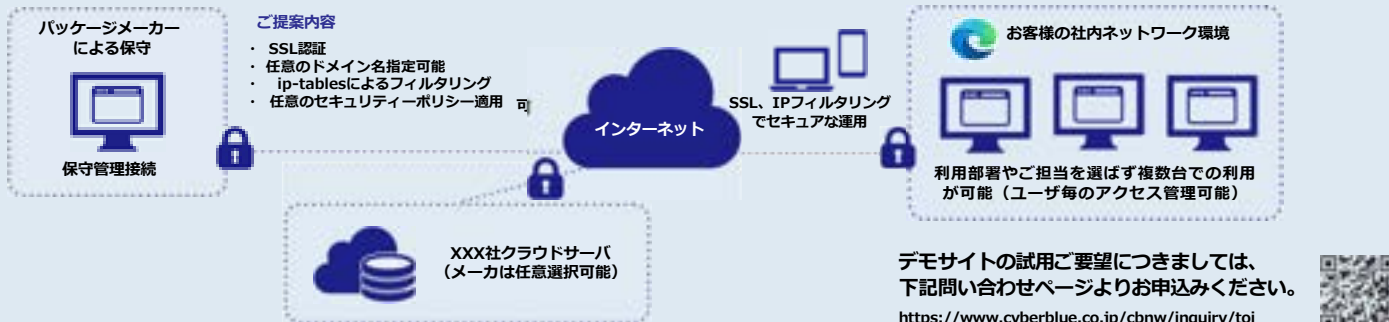 パッケージメーカー
による保守
保守管理接続
ご提案内容
・ SSL認証
・ 任意のドメイン名指定可能
・ ip-tablesによるフィルタリング
・ 任意のセキュリティーポリシー適用 可
インターネット
SSL、IPフィルタリング
でセキュアな運用
お客様の社内ネットワーク環境
利用部署やご担当を選ばず複数台での利用
が可能（ユーザ毎のアクセス管理可能）
XXX社クラウドサーバ
（メーカは任意選択可能）
デモサイトの試用ご要望につきましては、
下記問い合わせページよりお申込みください。
https://www.cyberblue.co.jp/cbnw/inquiry/toi